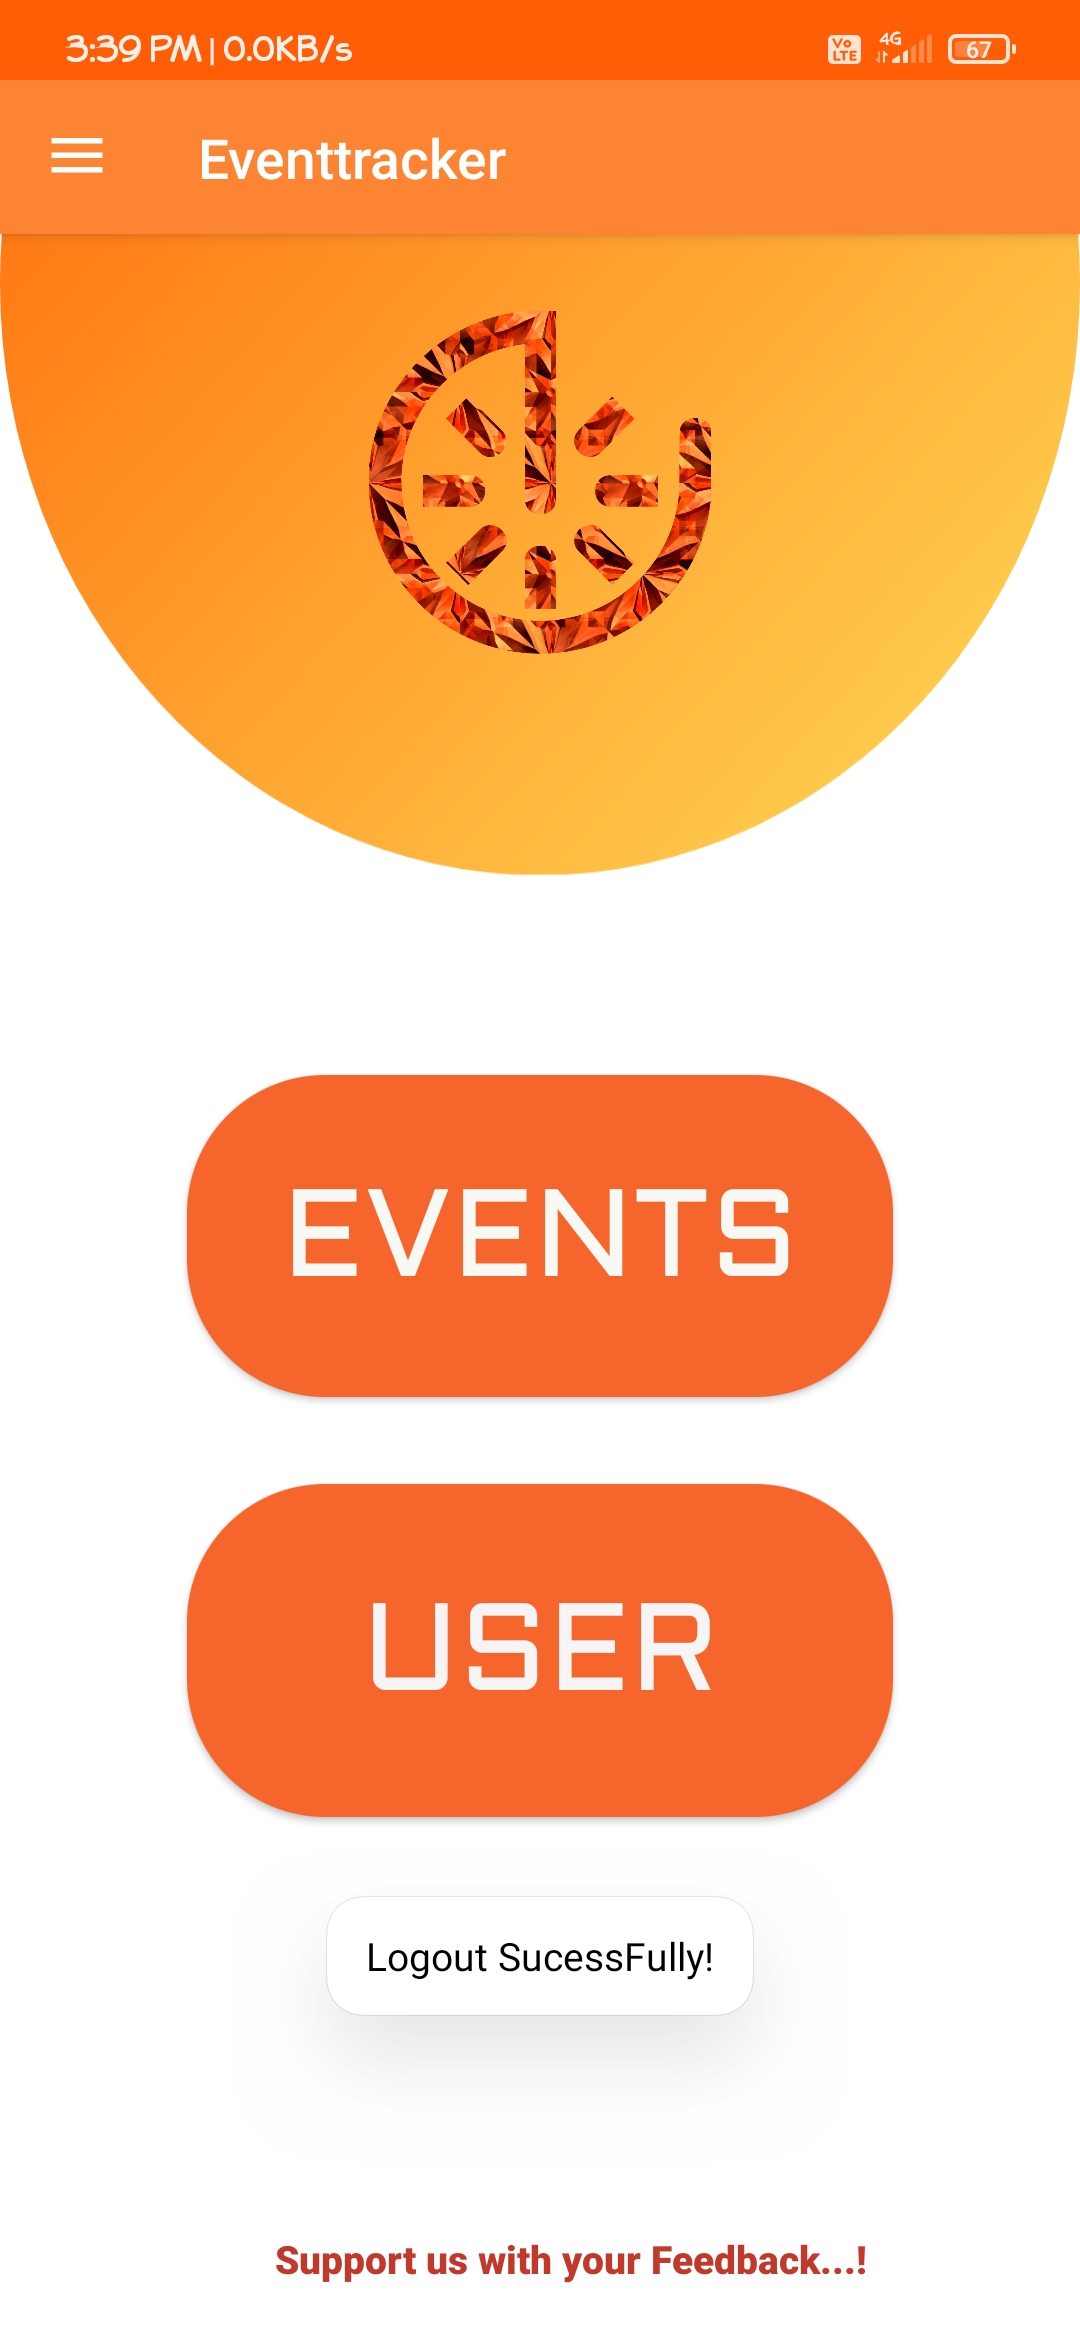 3:39 PM | 0.0KB/s
Vo LTE 4G 67
Eventtracker
EVENTS
USER
Logout SucessFully!
Support us with your Feedback...!